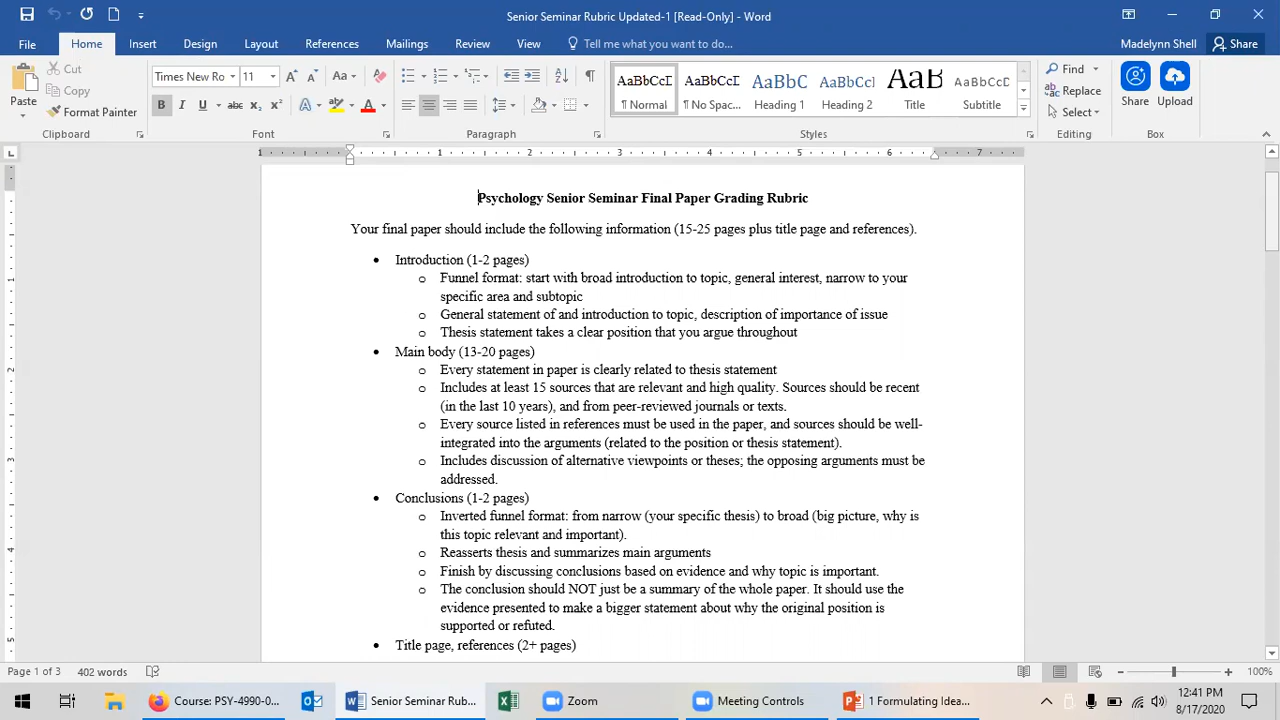 Senior Seminar Rubric Updated-1 [Read-Only] - Word
File Home Insert Design Layout References Mailings Review View Tell me what you want to do... Madelynn Shell Share
Paste
Cut
Copy
Format Painter
Clipboard
Times New Ro 11
Font
Paragraph
AaBbCcD AaBbCcD AaBbC AaBbCcD AaB AaBbCcD
¶ Normal ¶ No Spac... Heading 1 Heading 2 Title Subtitle
Styles
Find
Replace
Select
Editing
Share Upload
Box
1 1 2 3 4 5 6 7
Psychology Senior Seminar Final Paper Grading Rubric
Your final paper should include the following information (15-25 pages plus title page and references).
• Introduction (1-2 pages)
o Funnel format: start with broad introduction to topic, general interest, narrow to your
specific area and subtopic
o General statement of and introduction to topic, description of importance of issue
o Thesis statement takes a clear position that you argue throughout
• Main body (13-20 pages)
o Every statement in paper is clearly related to thesis statement
o Includes at least 15 sources that are relevant and high quality. Sources should be recent
(in the last 10 years), and from peer-reviewed journals or texts.
o Every source listed in references must be used in the paper, and sources should be well-
integrated into the arguments (related to the position or thesis statement).
o Includes discussion of alternative viewpoints or theses; the opposing arguments must be
addressed.
• Conclusions (1-2 pages)
o Inverted funnel format: from narrow (your specific thesis) to broad (big picture, why is
this topic relevant and important).
o Reasserts thesis and summarizes main arguments
o Finish by discussing conclusions based on evidence and why topic is important.
o The conclusion should NOT just be a summary of the whole paper. It should use the
evidence presented to make a bigger statement about why the original position is
supported or refuted.
• Title page, references (2+ pages)
Page 1 of 3 402 words 100%
Course: PSY-4990-0... Senior Seminar Rub... Zoom Meeting Controls 1 Formulating Idea... 12:41 PM
8/17/2020